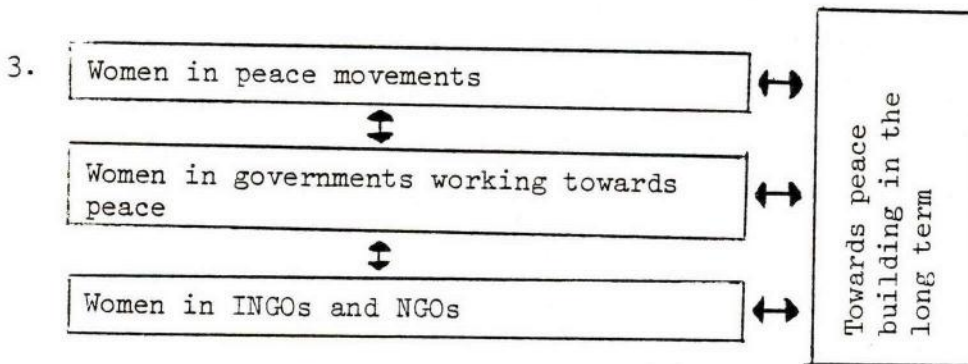 3.
Women in peace movements
Women in governments working towards
peace
Women in INGOs and NGOs
Towards peace
building in the
long term